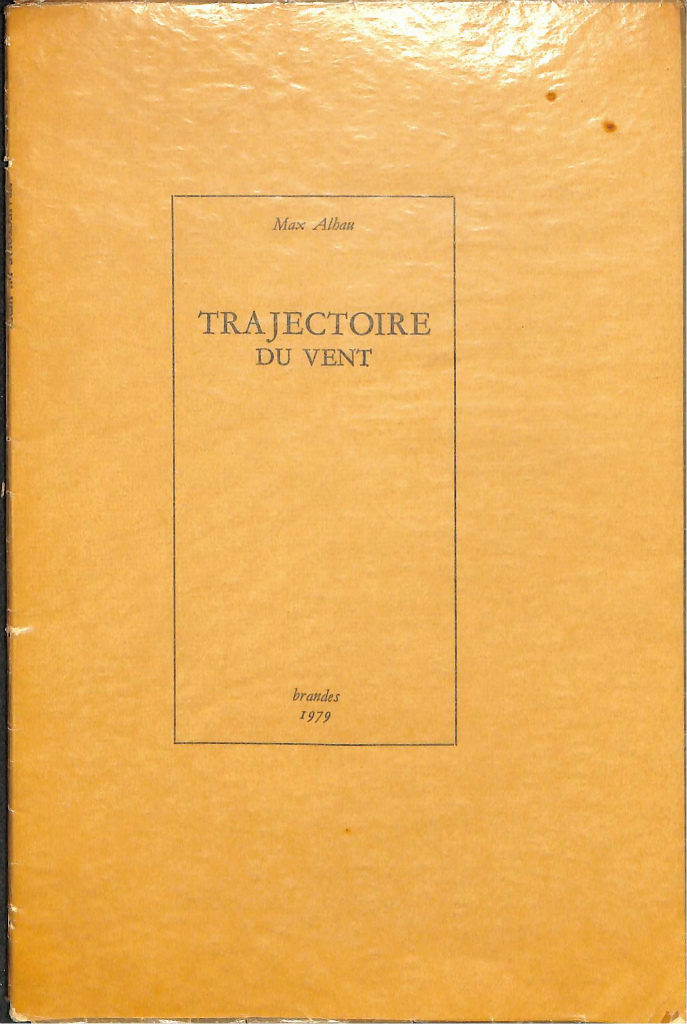 Max Alhau
TRAJECTOIRE
DU VENT
brandes
1979